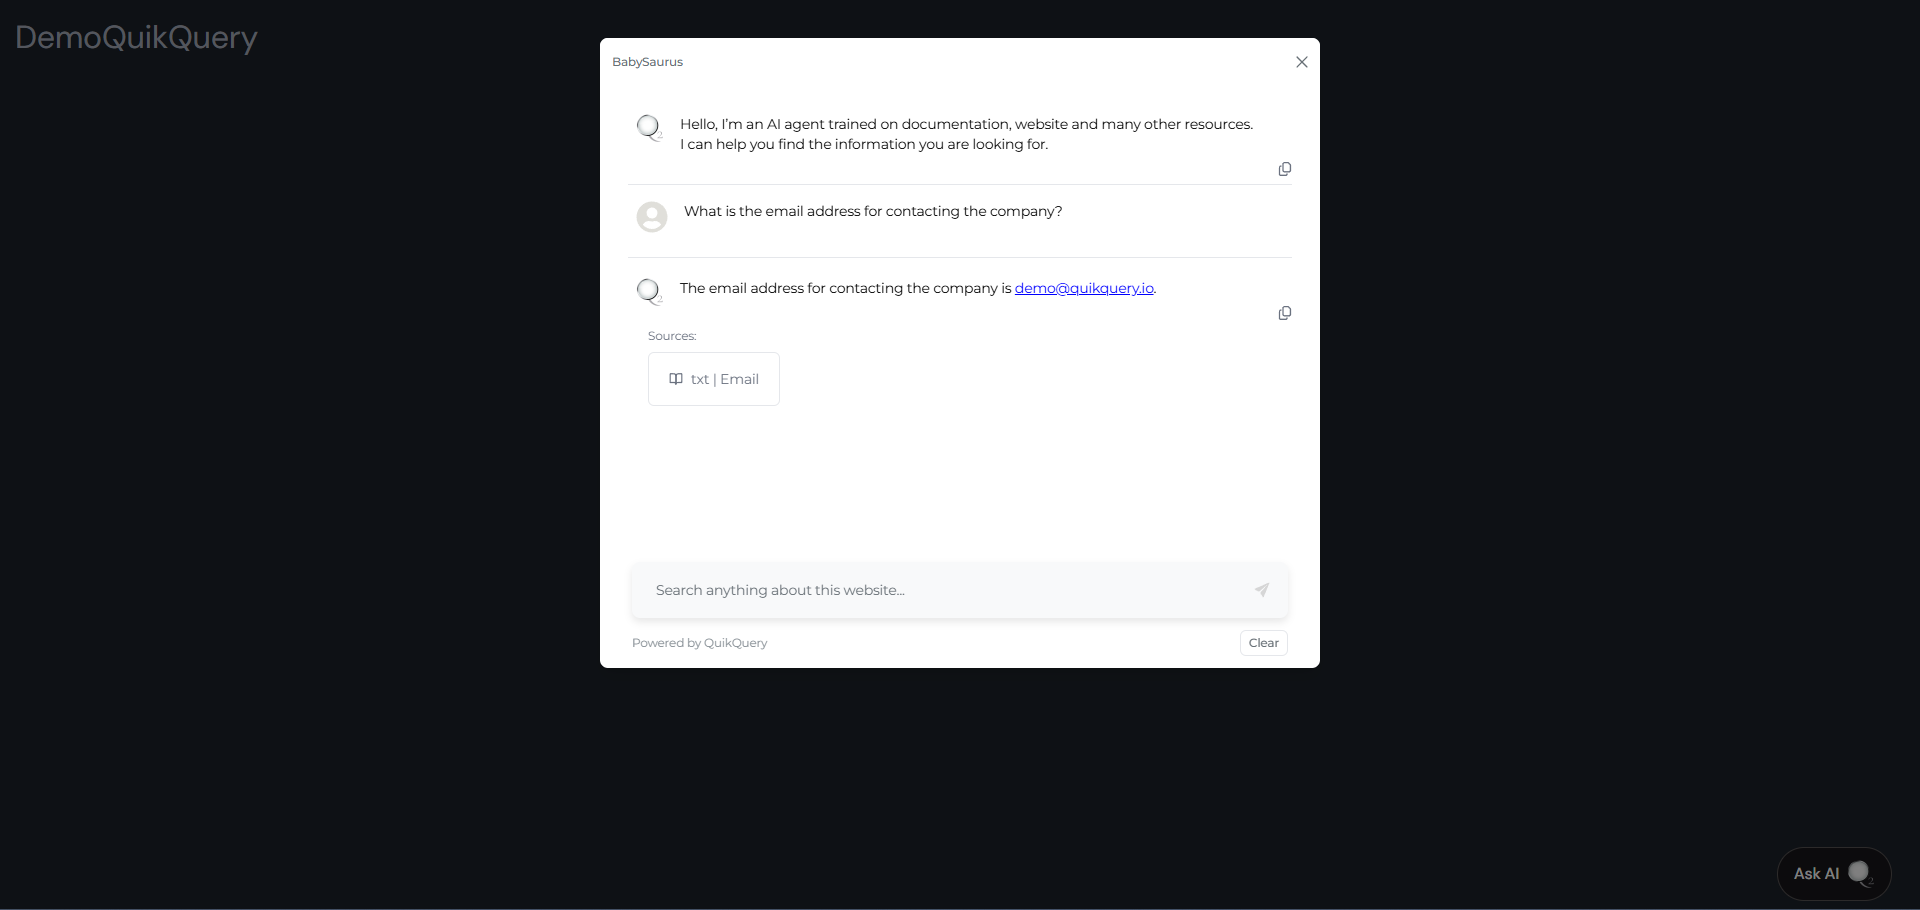 DemoQuikQuery
BabySaurus
Hello, I'm an AI agent trained on documentation, website and many other resources.
I can help you find the information you are looking for.
What is the email address for contacting the company?
The email address for contacting the company is demo@quikquery.io.
Sources:
txt | Email
Search anything about this website...
Powered by QuikQuery
Clear
Ask AI